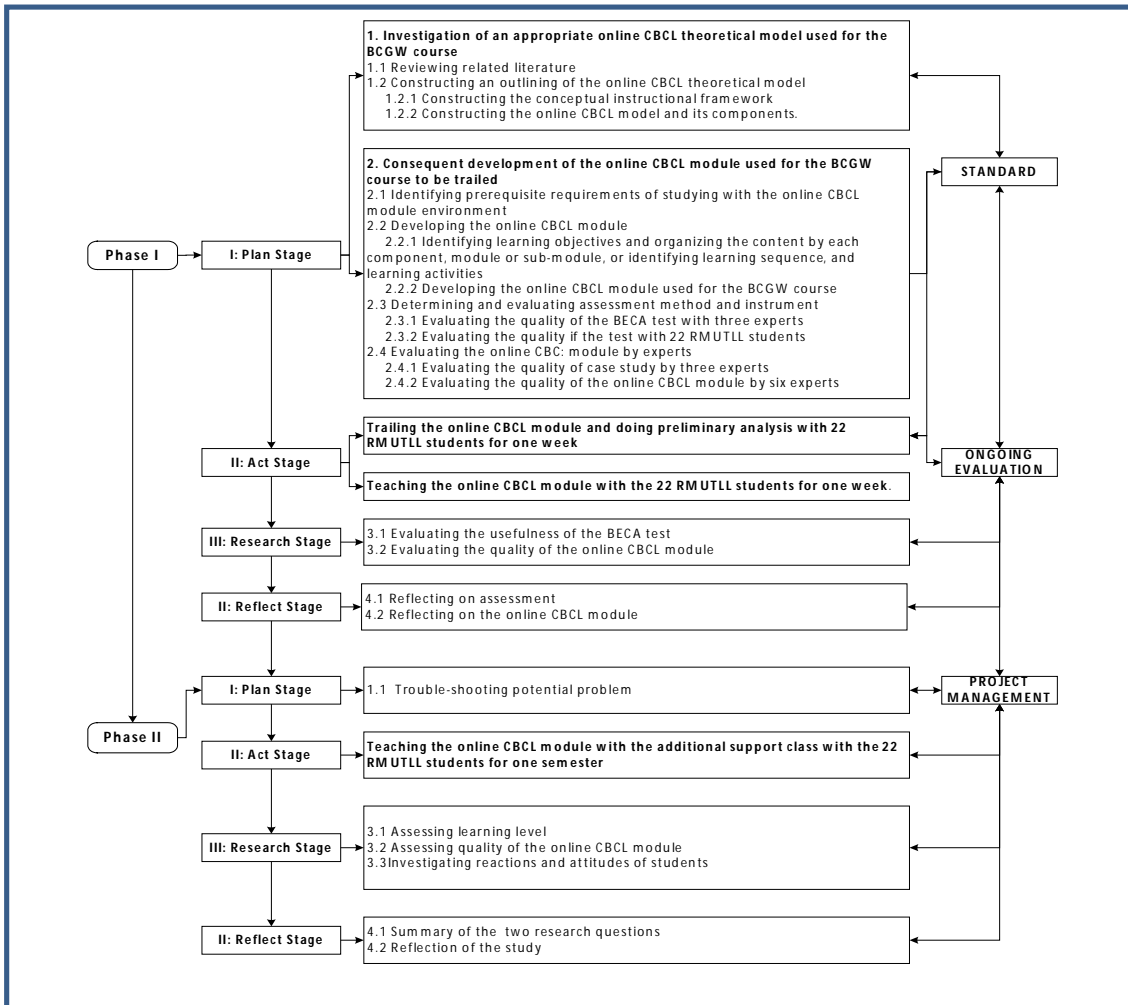 1. Investigation of an appropriate online CBCL theoretical model used for the
BCGW course
1.1 Reviewing related literature
1.2 Constructing an outlining of the online CBCL theoretical model
1.2.1 Constructing the conceptual instructional framework
1.2.2 Constructing the online CBCL model and its components.
STANDARD
2. Consequent development of the online CBCL module used for the BCGW
course to be trailed
2.1 Identifying prerequisite requirements of studying with the online CBCL
module environment
2.2 Developing the online CBCL module
2.2.1 Identifying learning objectives and organizing the content by each
component, module or sub-module, or identifying learning sequence, and
learning activities
2.2.2 Developing the online CBCL module used for the BCGW course
2.3 Determining and evaluating assessment method and instrument
2.3.1 Evaluating the quality of the BECA test with three experts
2.3.2 Evaluating the quality if the test with 22 RMUTLL students
2.4 Evaluating the online CBC: module by experts
2.4.1 Evaluating the quality of case study by three experts
2.4.2 Evaluating the quality of the online CBCL module by six experts
Phase I
I: Plan Stage
II: Act Stage
Trailing the online CBCL module and doing preliminary analysis with 22
RMUTLL students for one week
Teaching the online CBCL module with the 22 RMUTLL students for one week.
ONGOING
EVALUATION
III: Research Stage
3.1 Evaluating the usefulness of the BECA test
3.2 Evaluating the quality of the online CBCL module
II: Reflect Stage
4.1 Reflecting on assessment
4.2 Reflecting on the online CBCL module
I: Plan Stage
1.1 Trouble-shooting potential problem
PROJECT
MANAGEMENT
Phase II
II: Act Stage
Teaching the online CBCL module with the additional support class with the 22
RMUTLL students for one semester
III: Research Stage
3.1 Assessing learning level
3.2 Assessing quality of the online CBCL module
3.3Investigating reactions and attitudes of students
II: Reflect Stage
4.1 Summary of the two research questions
4.2 Reflection of the study